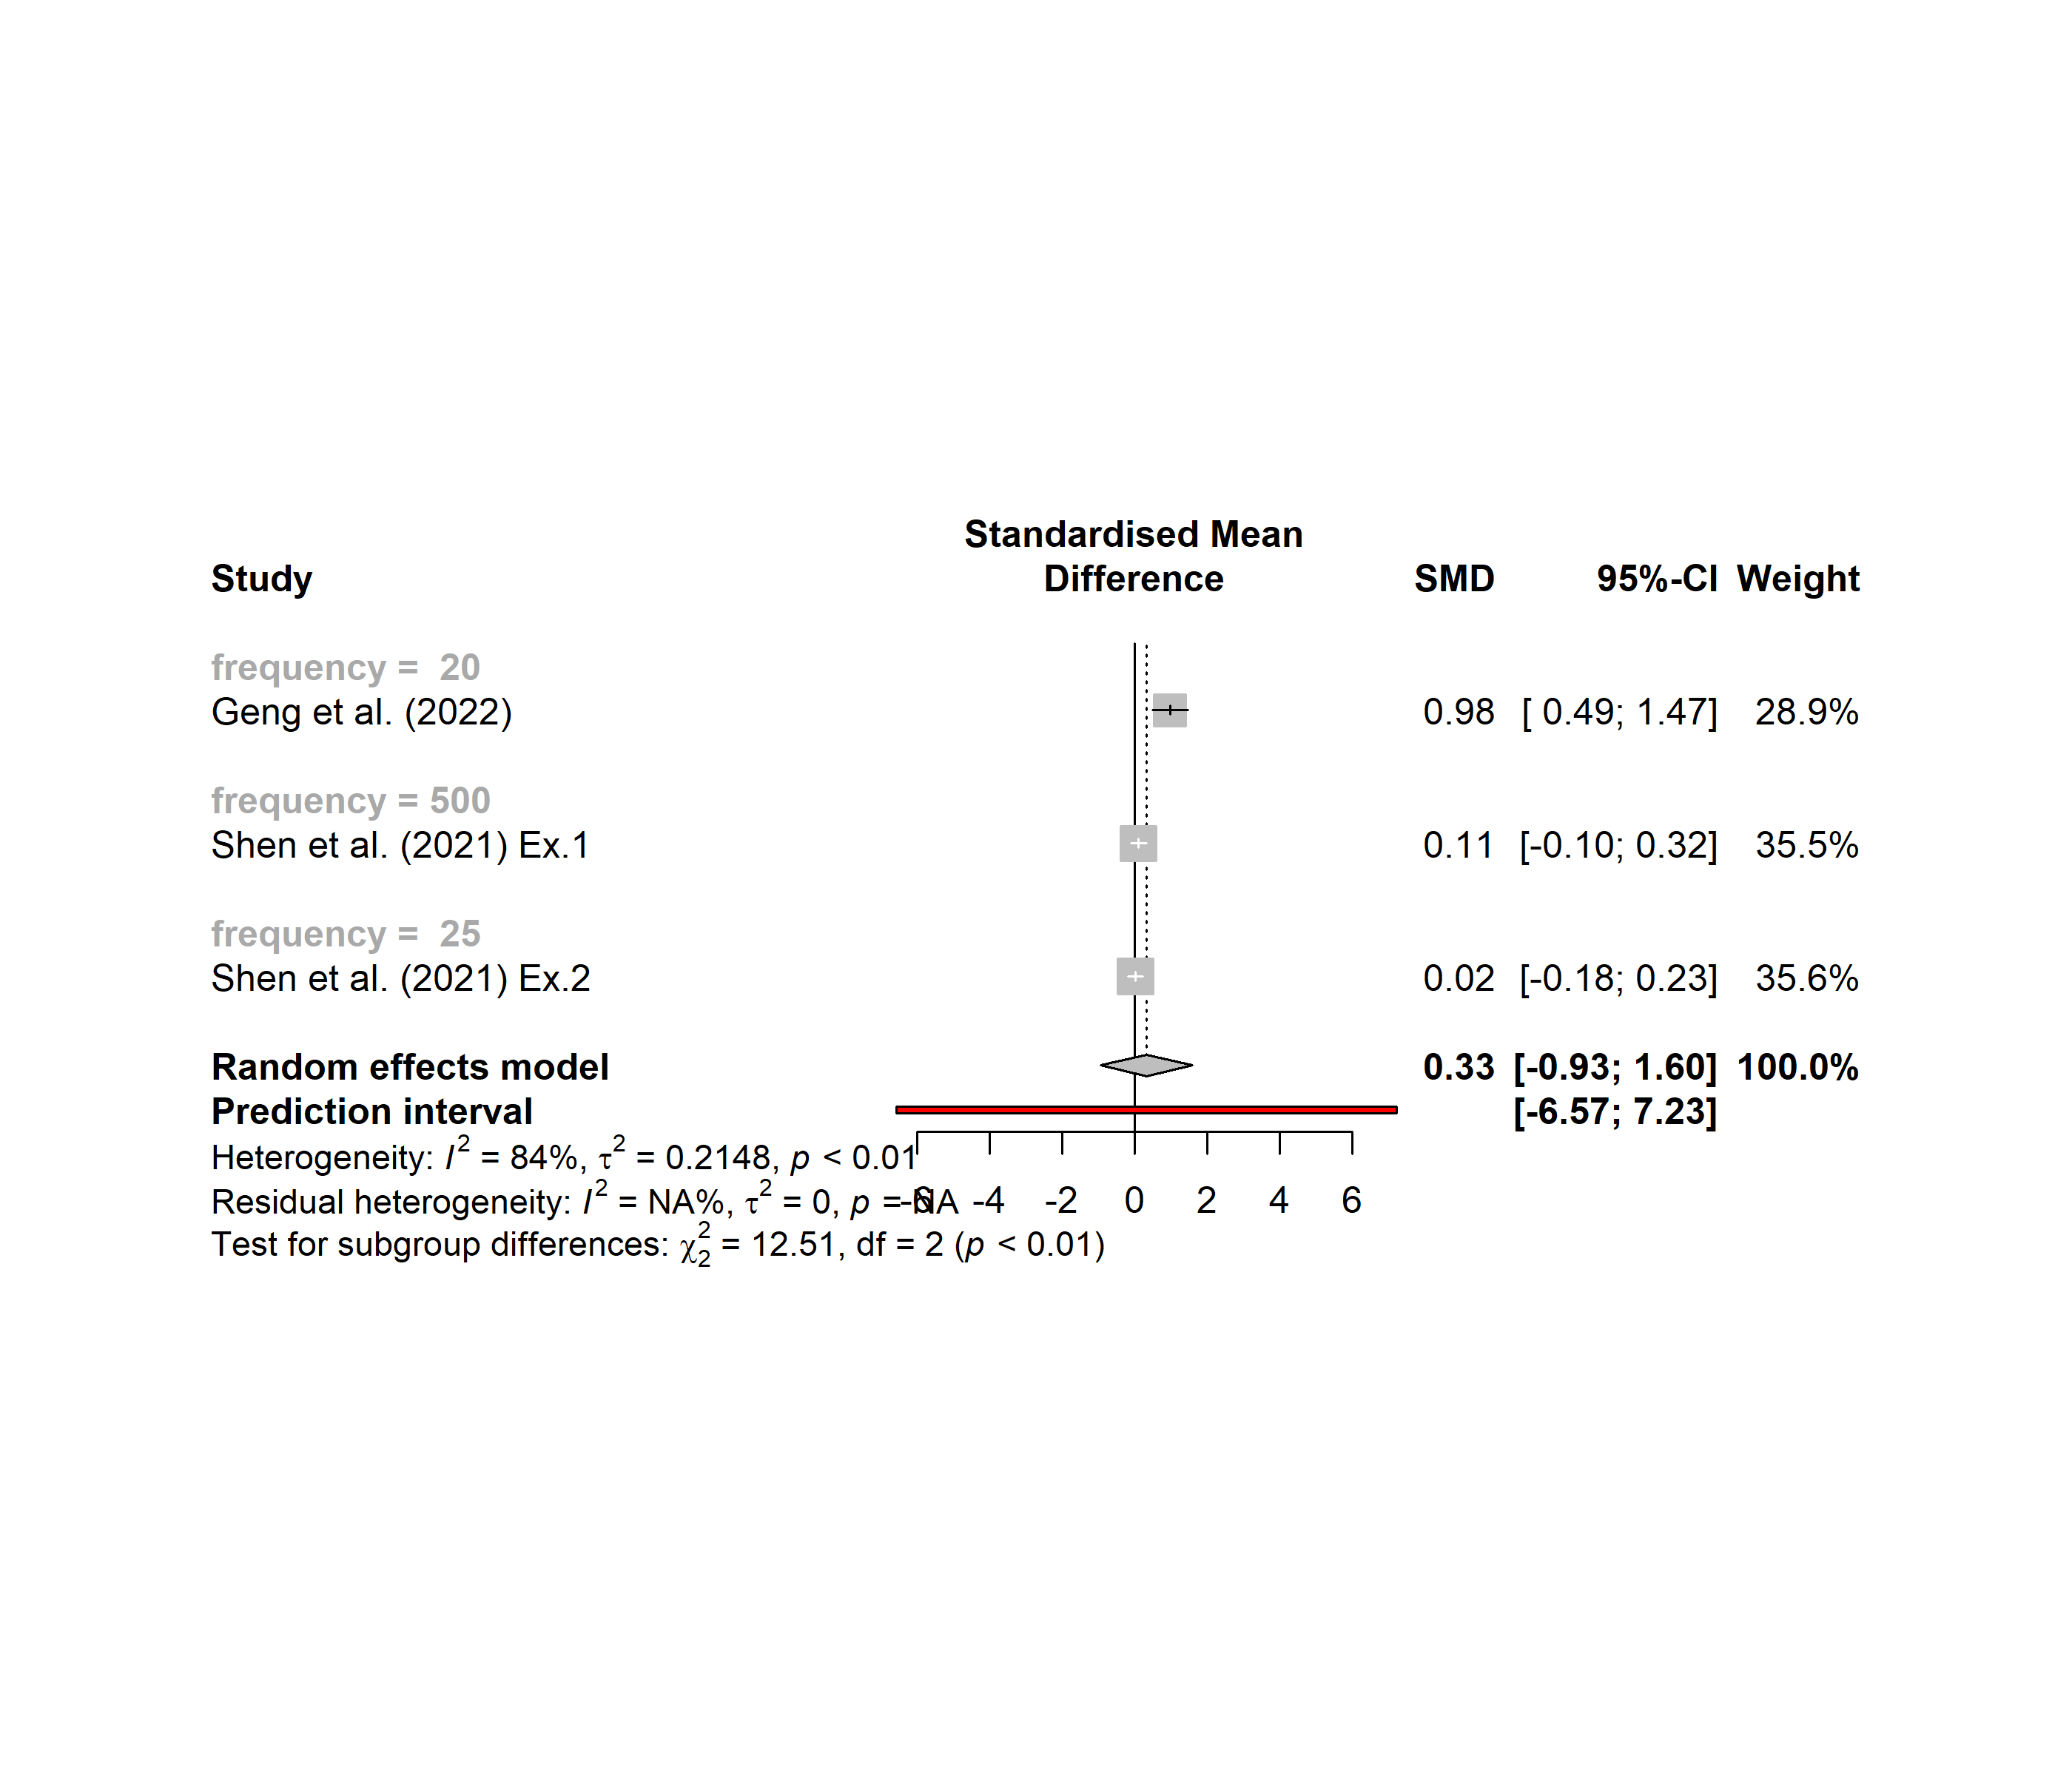 Standardised Mean
Study Difference SMD 95%-CI Weight
frequency =  20
Geng et al. (2022) 0.98 [ 0.49; 1.47] 28.9%
frequency = 500
Shen et al. (2021) Ex.1 0.11 [-0.10; 0.32] 35.5%
frequency =  25
Shen et al. (2021) Ex.2 0.02 [-0.18; 0.23] 35.6%
Random effects model 0.33 [-0.93; 1.60] 100.0%
Prediction interval [-6.57; 7.23]
Heterogeneity: I² = 84%, τ² = 0.2148, p < 0.01
Residual heterogeneity: I² = NA%, τ² = 0, p = NA
-6 -4 -2 0 2 4 6
Test for subgroup differences: χ²₂ = 12.51, df = 2 (p < 0.01)